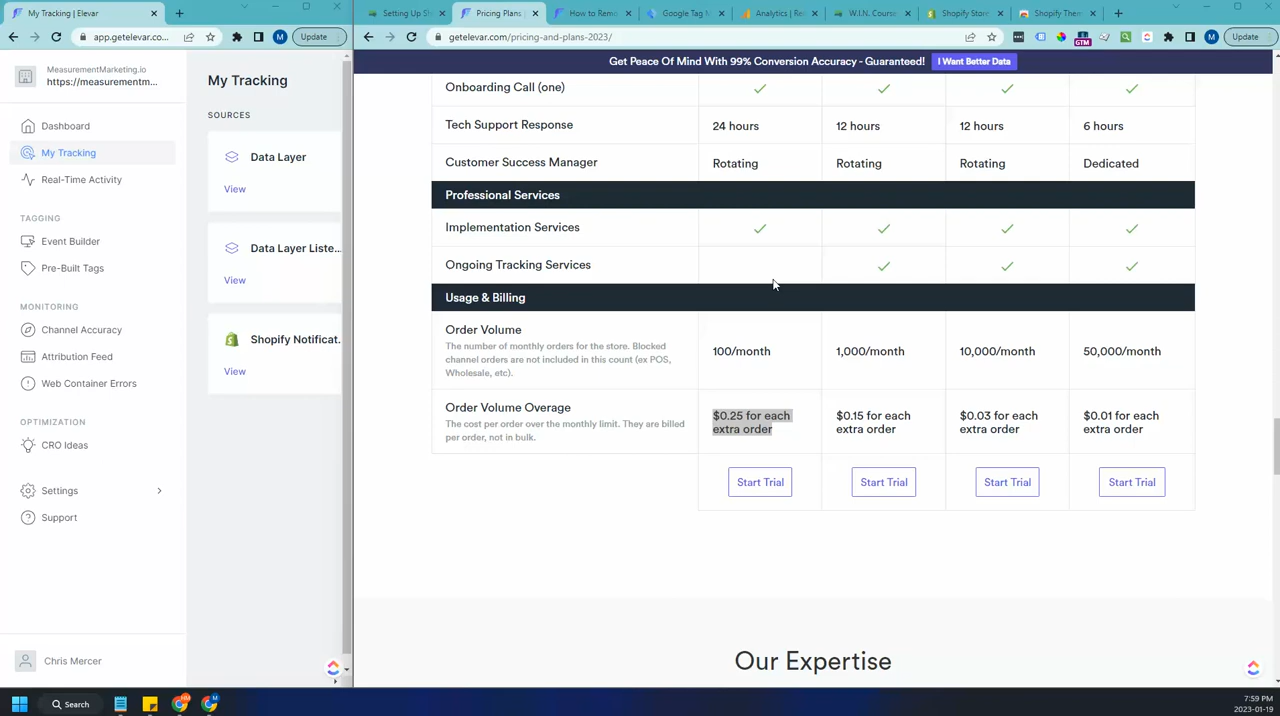 My Tracking | Elevar
app.getelevar.com/
Update
MeasurementMarketing.io
https://measurementm...
Dashboard
My Tracking
Real-Time Activity
TAGGING
Event Builder
Pre-Built Tags
MONITORING
Channel Accuracy
Attribution Feed
Web Container Errors
OPTIMIZATION
CRO Ideas
Settings
Support
Chris Mercer
My Tracking
SOURCES
Data Layer
View
Data Layer Liste...
View
Shopify Notificat.
View
Setting Up Sh
Pricing Plans
How to Remo
Google Tag M
Analytics | Re
W.I.N. Course
Shopify Store
Shopify Them
getelevar.com/pricing-and-plans-2023/
GTM
M
Update
Get Peace Of Mind With 99% Conversion Accuracy - Guaranteed!
I Want Better Data
Onboarding Call (one)
Tech Support Response 24 hours 12 hours 12 hours 6 hours
Customer Success Manager Rotating Rotating Rotating Dedicated
Professional Services
Implementation Services
Ongoing Tracking Services
Usage & Billing
Order Volume
The number of monthly orders for the store. Blocked
channel orders are not included in this count (ex POS,
Wholesale, etc).
100/month 1,000/month 10,000/month 50,000/month
Order Volume Overage
The cost per order over the monthly limit. They are billed
per order, not in bulk.
$0.25 for each
extra order
$0.15 for each
extra order
$0.03 for each
extra order
$0.01 for each
extra order
Start Trial Start Trial Start Trial Start Trial
Our Expertise
Search
7:59 PM
2023-01-19